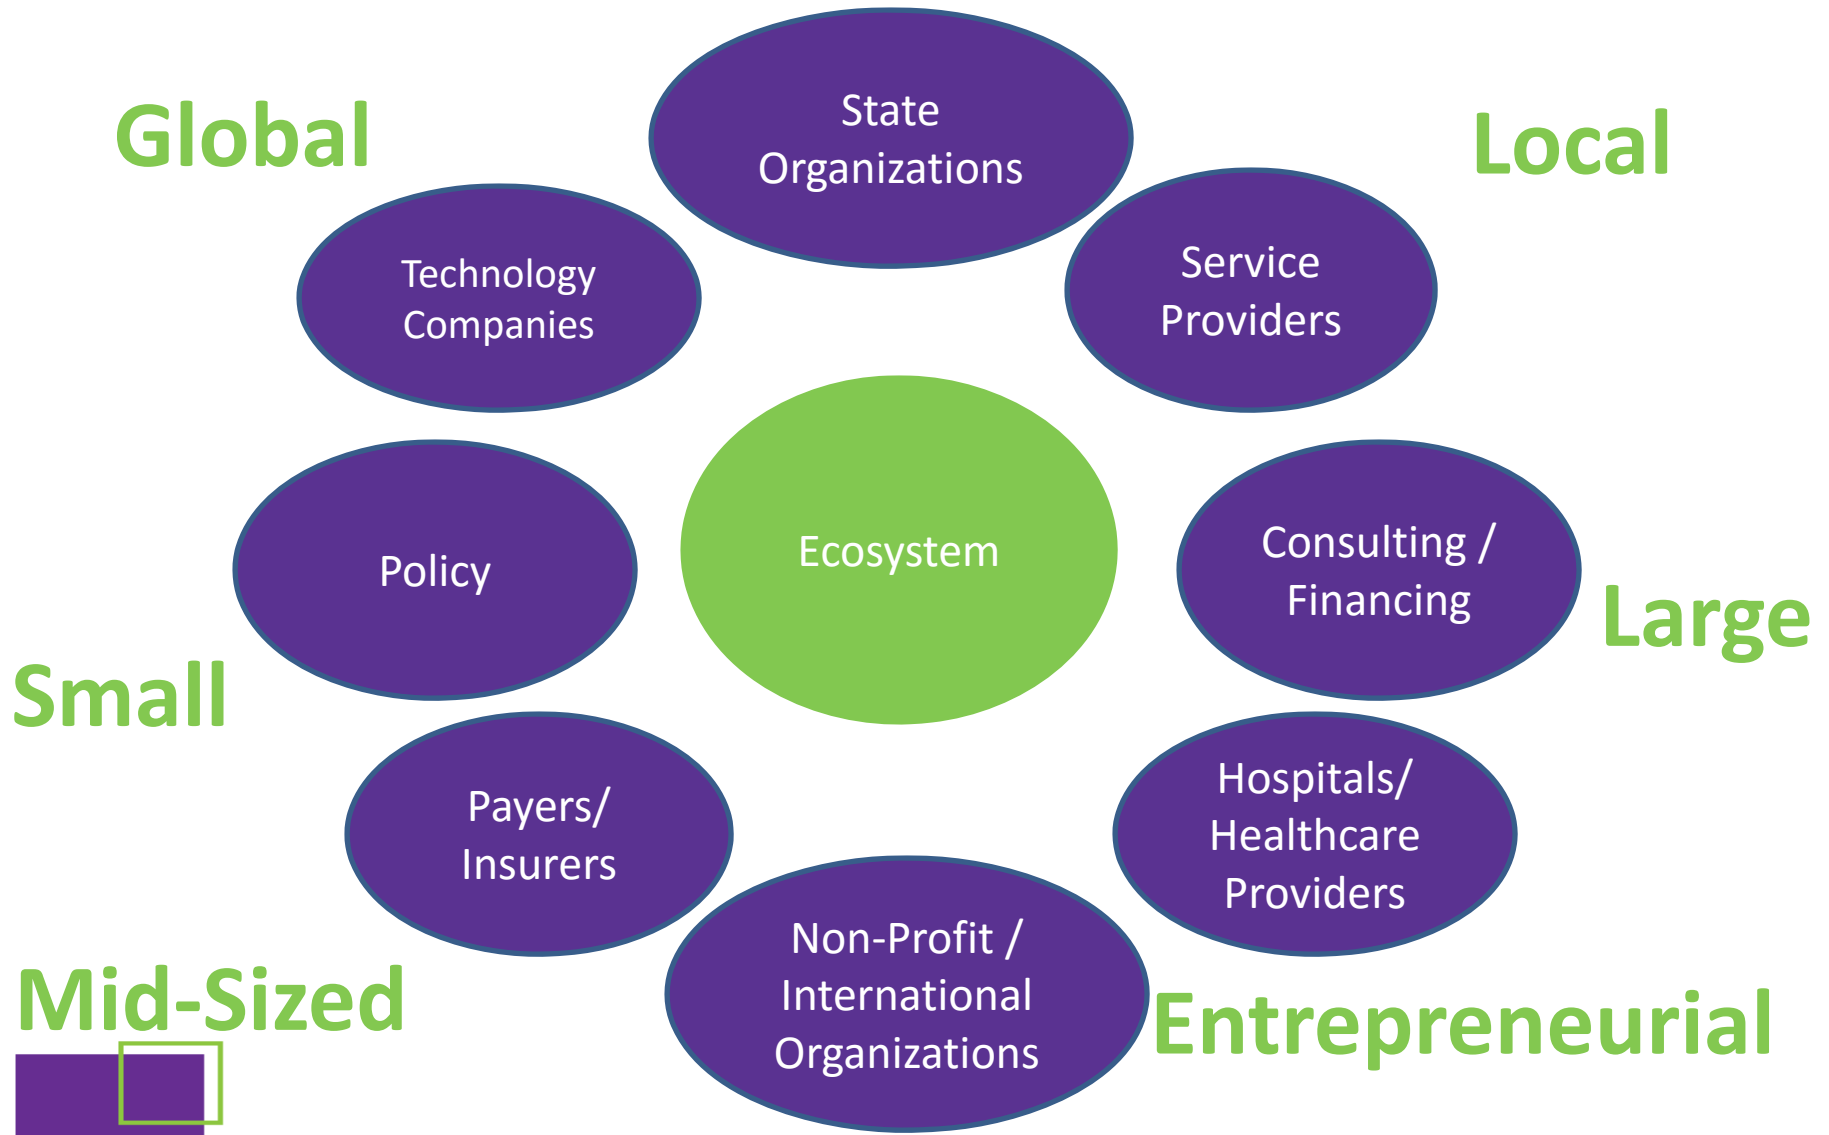 State
Organizations
Global
Local
Technology
Companies
Service
Providers
Policy
Ecosystem
Consulting /
Financing
Large
Small
Payers/
Insurers
Hospitals/
Healthcare
Providers
Non-Profit /
International
Organizations
Mid-Sized
Entrepreneurial